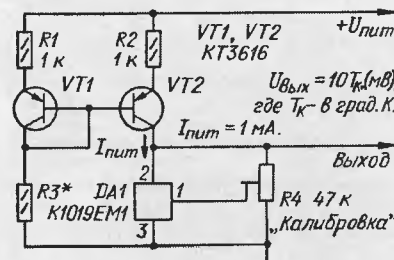 R1
1 к
R2
1 к
VT1, VT2
КТ3616
+Uпит
VT1
VT2
Uвых = 10Tк (мВ)
где Tк – в град. К
Iпит = 1 мА.
Iпит
Выход
R3*
DA1
К1019ЕМ1
2
1
3
R4 47 к
„Калибровка"